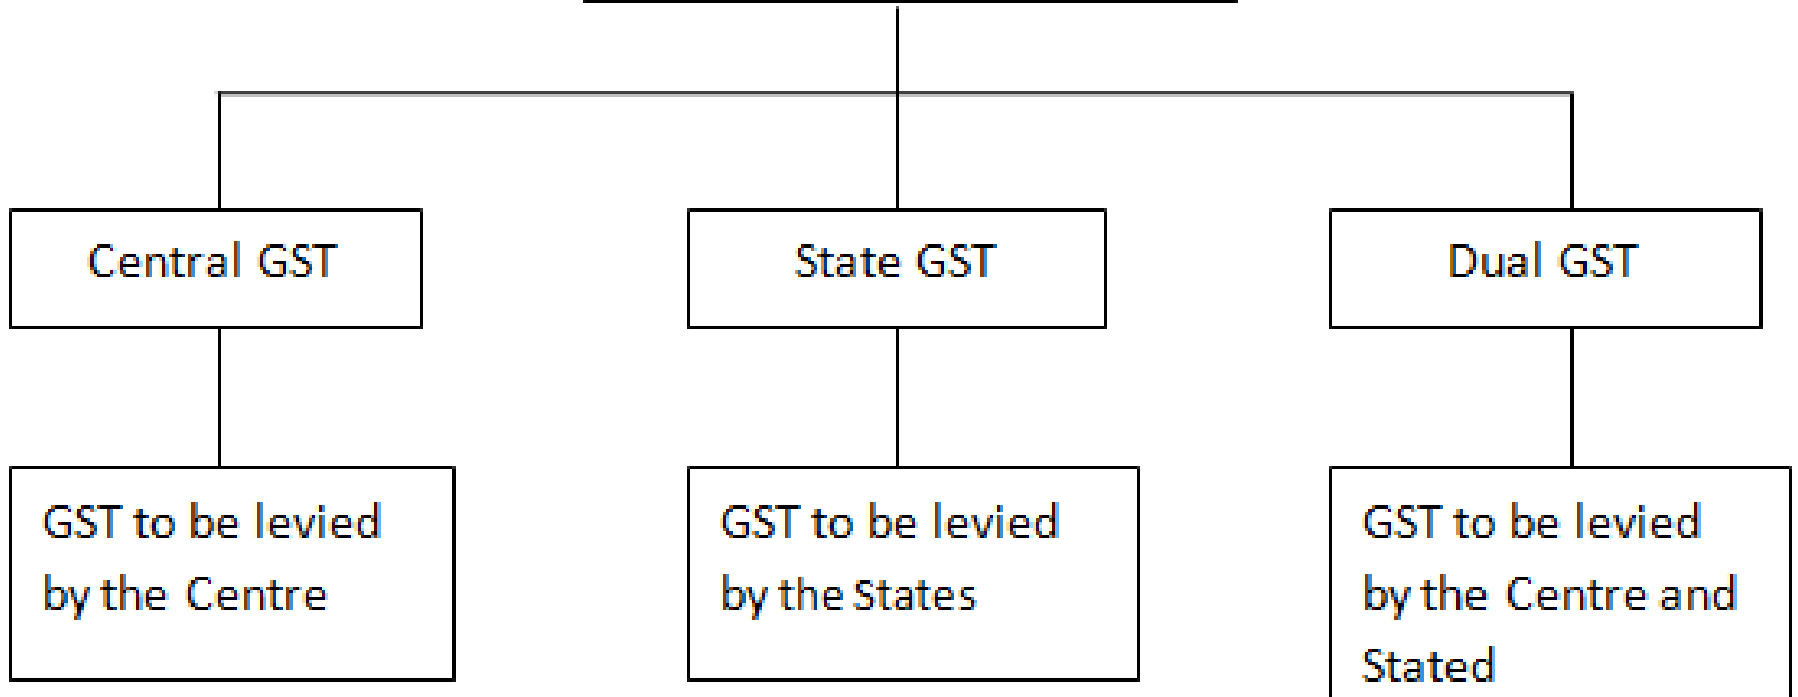 Central GST
State GST
Dual GST
GST to be levied
by the Centre
GST to be levied
by the States
GST to be levied
by the Centre and
Stated